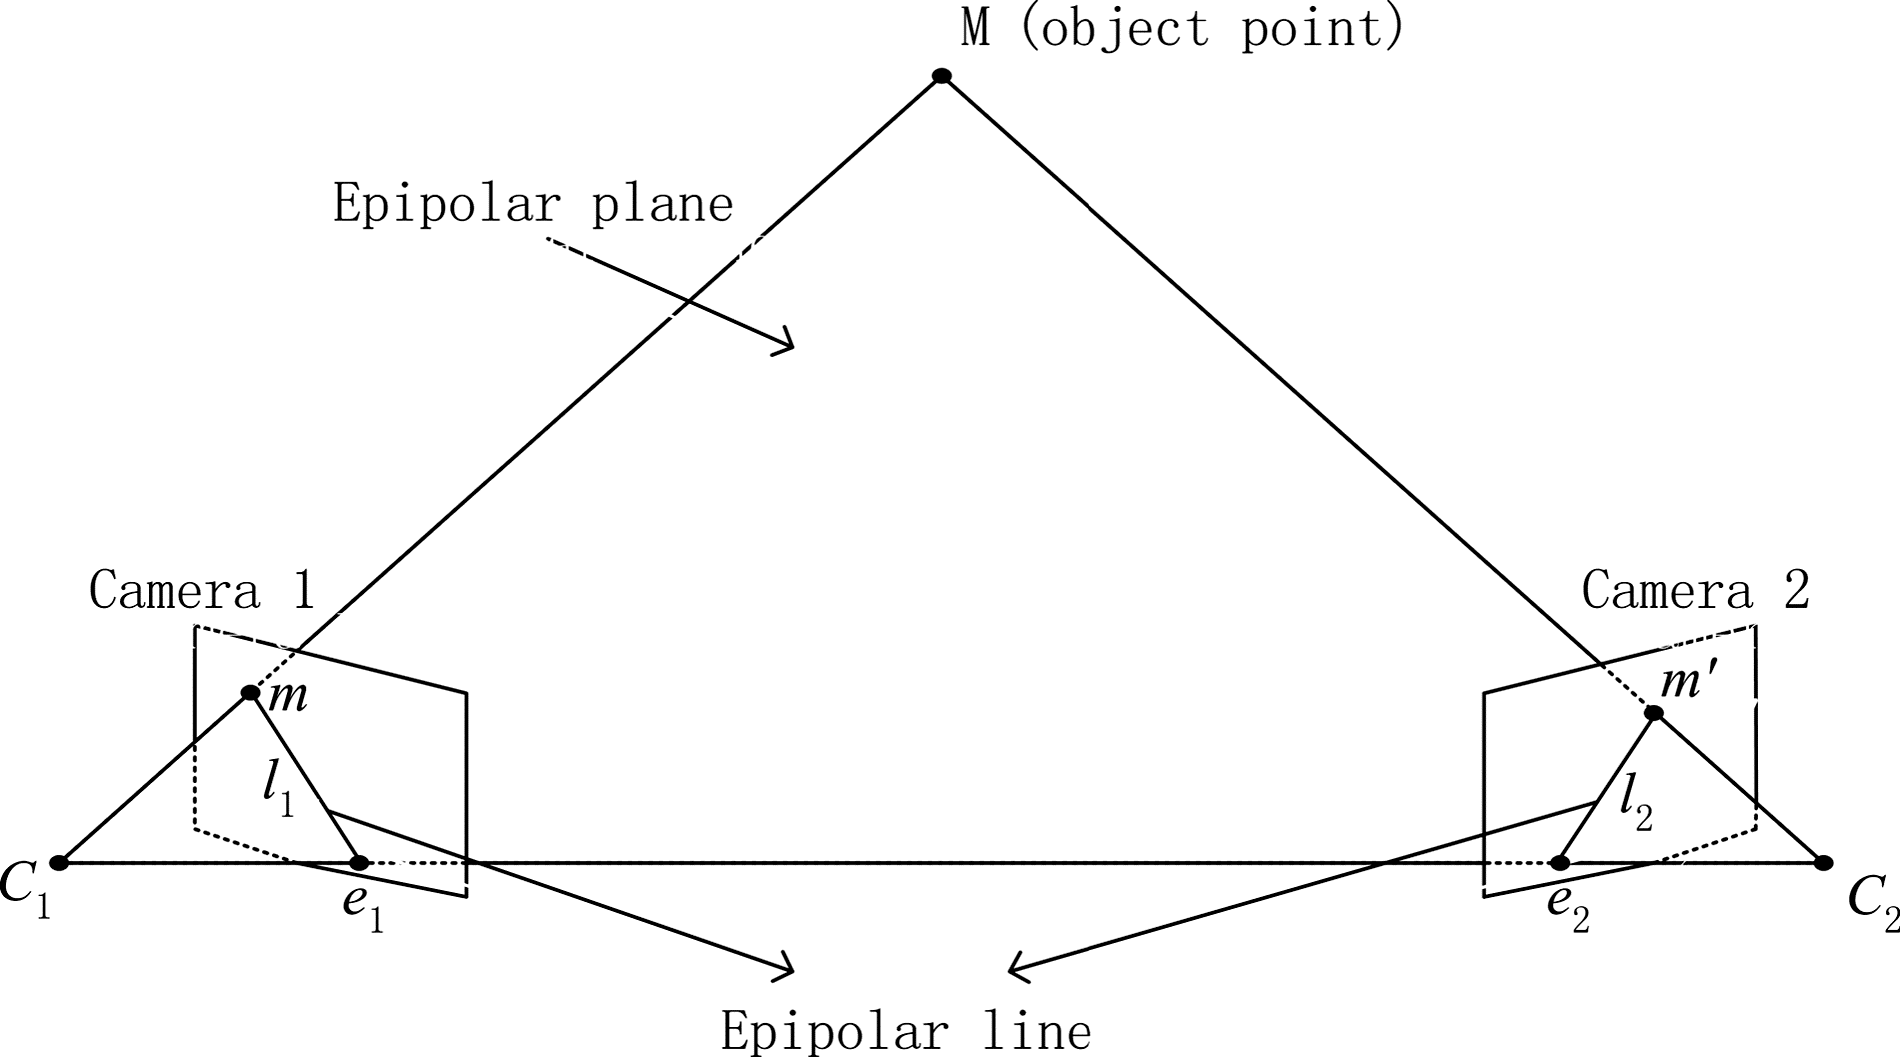 M (object point)
Epipolar plane
Camera 1
Camera 2
m
m′
l₁
l₂
C₁
e₁
e₂
C₂
Epipolar line